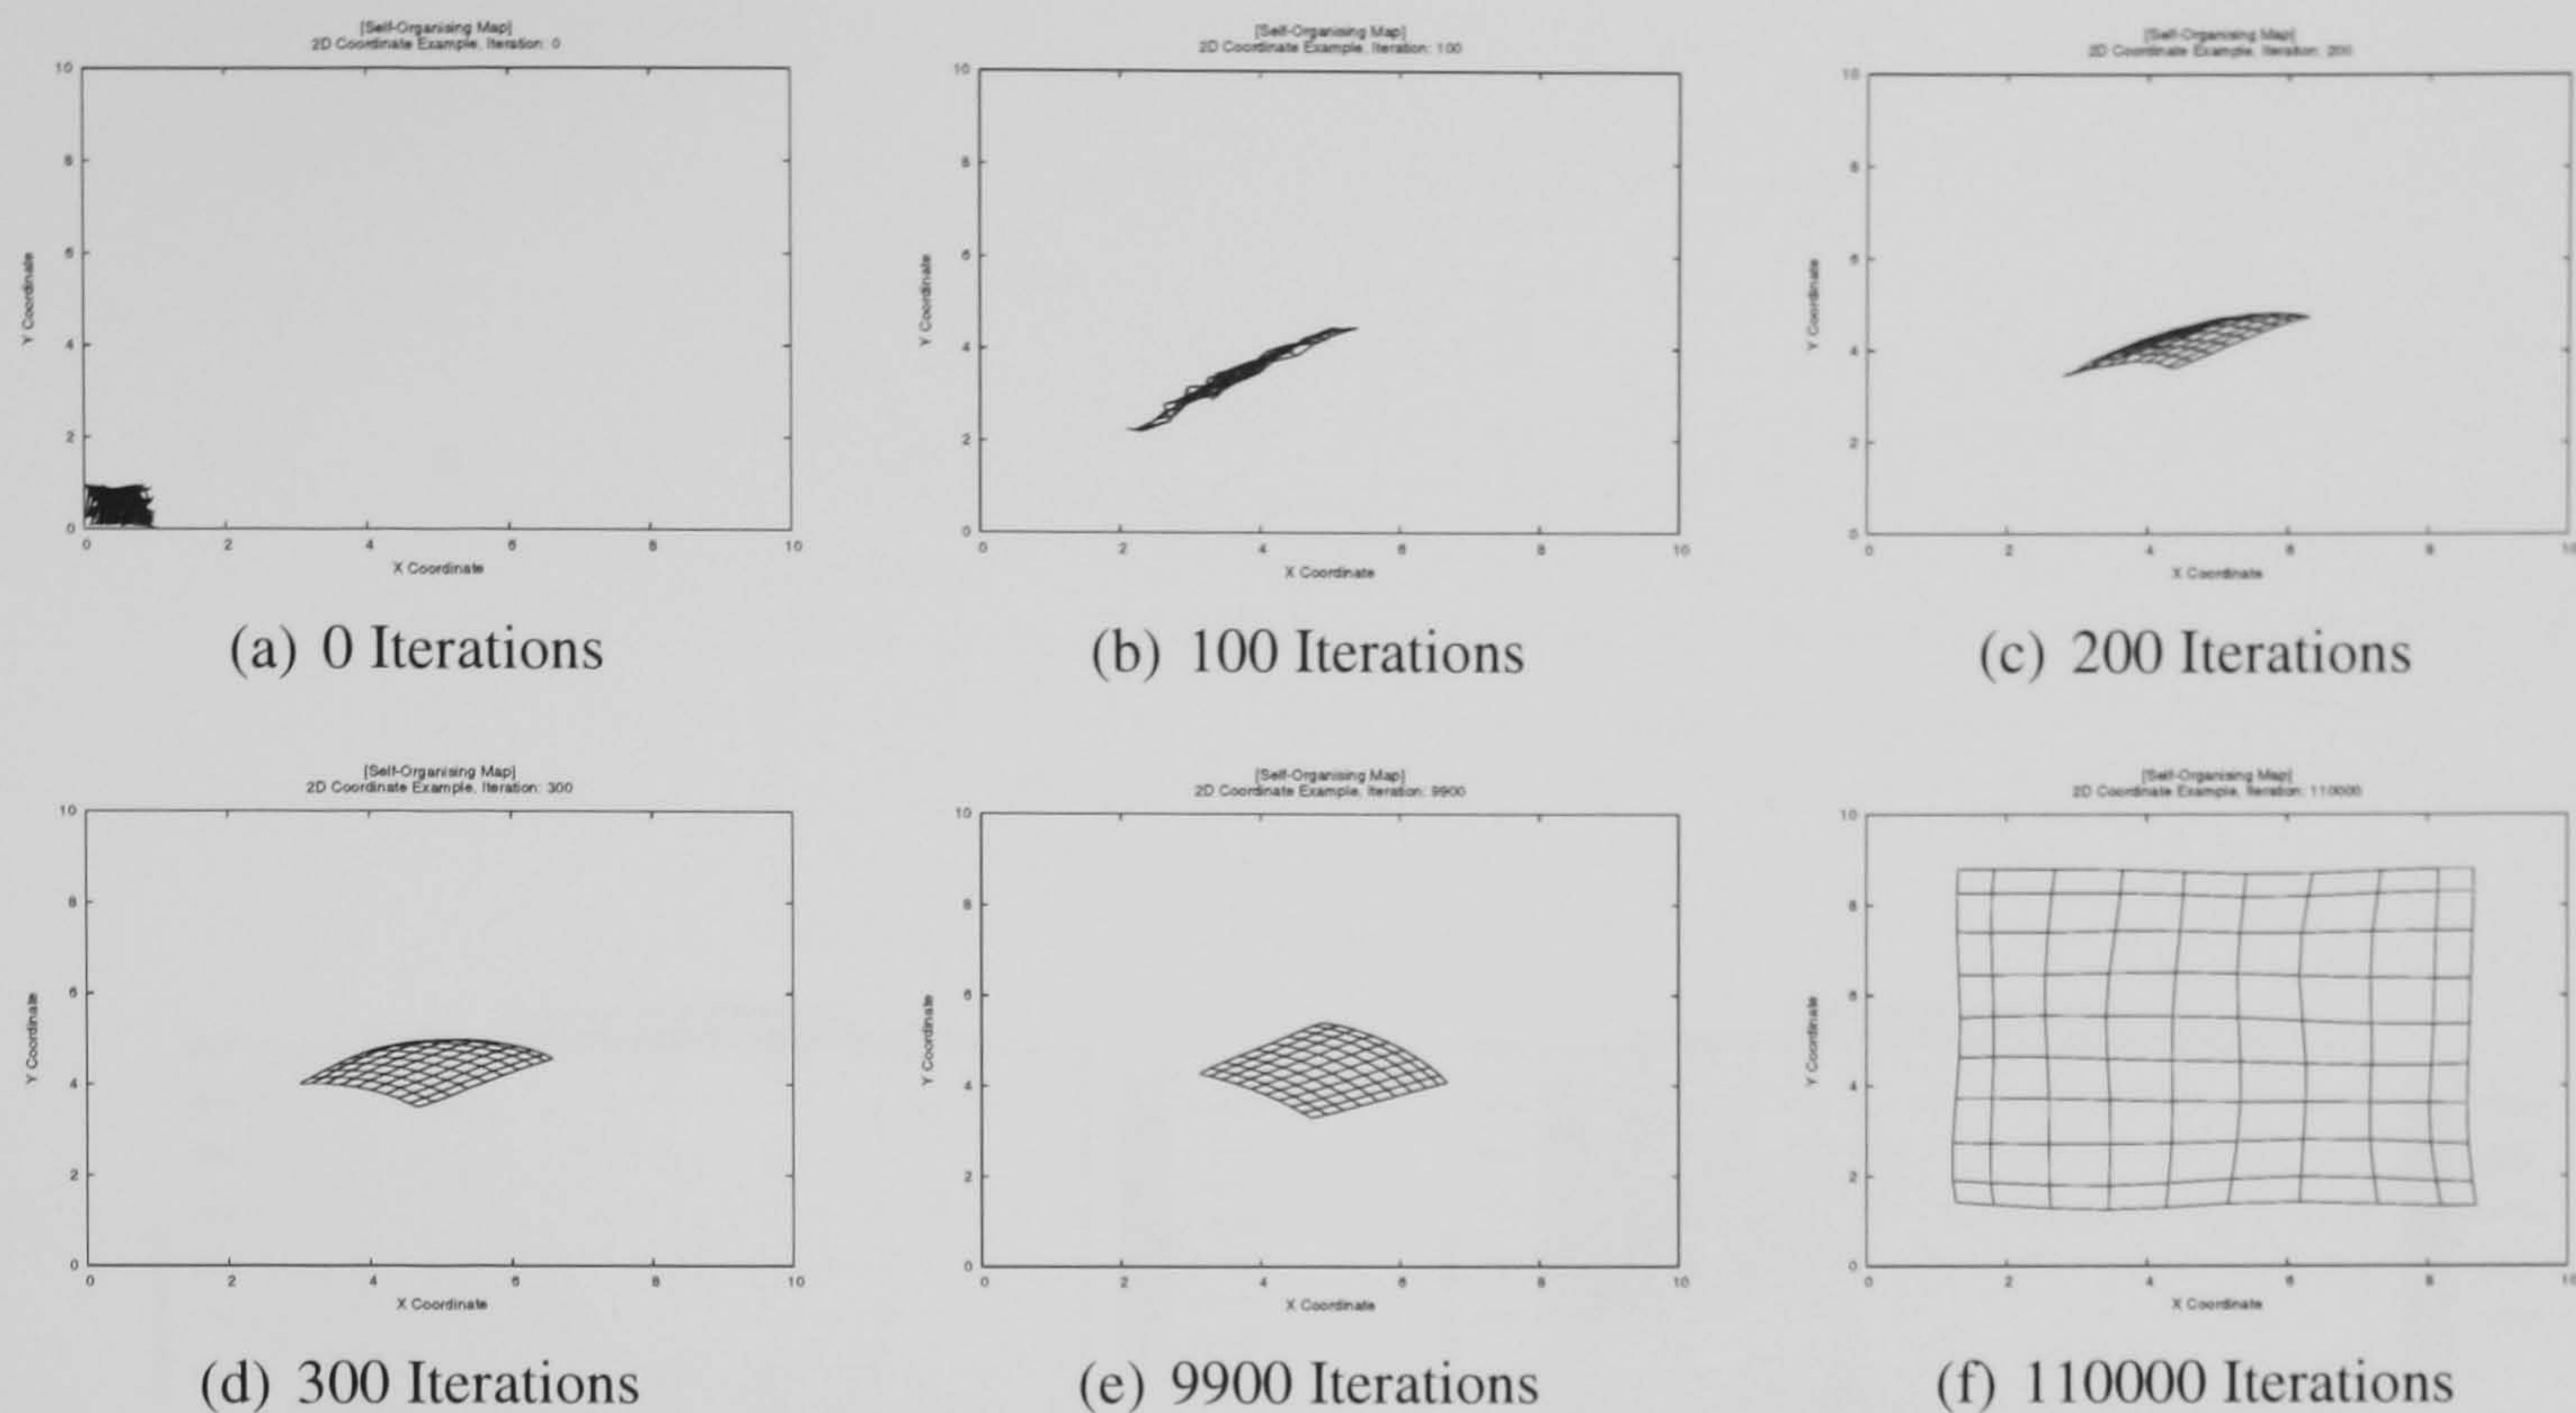 [Self-Organising Map]
2D Coordinate Example, Iteration: 0
10
8
6
4
2
0
0 2 4 6 8 10
Y Coordinate
X Coordinate
(a) 0 Iterations
[Self-Organising Map]
2D Coordinate Example, Iteration: 100
10
8
6
4
2
0
0 2 4 6 8 10
Y Coordinate
X Coordinate
(b) 100 Iterations
[Self-Organising Map]
2D Coordinate Example, Iteration: 200
10
8
6
4
2
0
0 2 4 6 8 10
Y Coordinate
X Coordinate
(c) 200 Iterations
[Self-Organising Map]
2D Coordinate Example, Iteration: 300
10
8
6
4
2
0
0 2 4 6 8 10
Y Coordinate
X Coordinate
(d) 300 Iterations
[Self-Organising Map]
2D Coordinate Example, Iteration: 9900
10
8
6
4
2
0
0 2 4 6 8 10
Y Coordinate
X Coordinate
(e) 9900 Iterations
[Self-Organising Map]
2D Coordinate Example, Iteration: 110000
10
8
6
4
2
0
0 2 4 6 8 10
Y Coordinate
X Coordinate
(f) 110000 Iterations